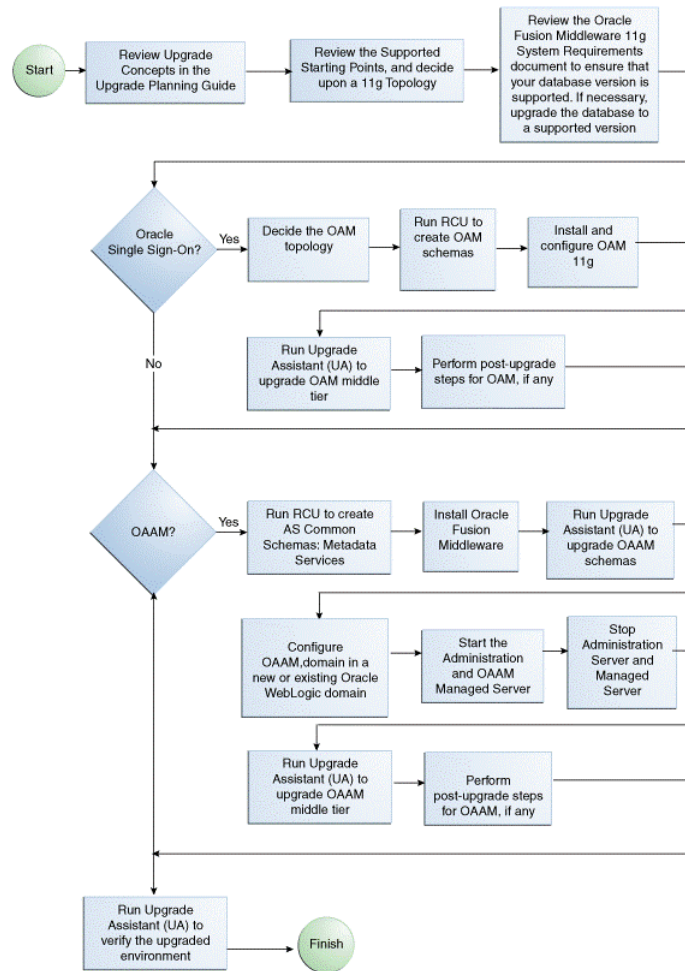 Start
Review Upgrade
Concepts in the
Upgrade Planning Guide
Review the Supported
Starting Points, and decide
upon a 11g Topology
Review the Oracle
Fusion Middleware 11g
System Requirements
document to ensure that
your database version is
supported. If necessary,
upgrade the database to
a supported version
Oracle
Single Sign-On?
Yes
Decide the OAM
topology
Run RCU to
create OAM
schemas
Install and
configure OAM
11g
No
Run Upgrade
Assistant (UA) to
upgrade OAM middle
tier
Perform post-upgrade
steps for OAM, if any
OAAM?
Yes
Run RCU to create
AS Common
Schemas: Metadata
Services
Install Oracle
Fusion
Middleware
Run Upgrade
Assistant (UA) to
upgrade OAAM
schemas
Configure
OAAM,domain in a
new or existing Oracle
WebLogic domain
Start the
Administration
and OAAM
Managed Server
Stop
Administration
Server and
Managed
Server
Run Upgrade
Assistant (UA) to
upgrade OAAM
middle tier
Perform
post-upgrade steps
for OAAM, if any
Run Upgrade
Assistant (UA) to
verify the upgraded
environment
Finish